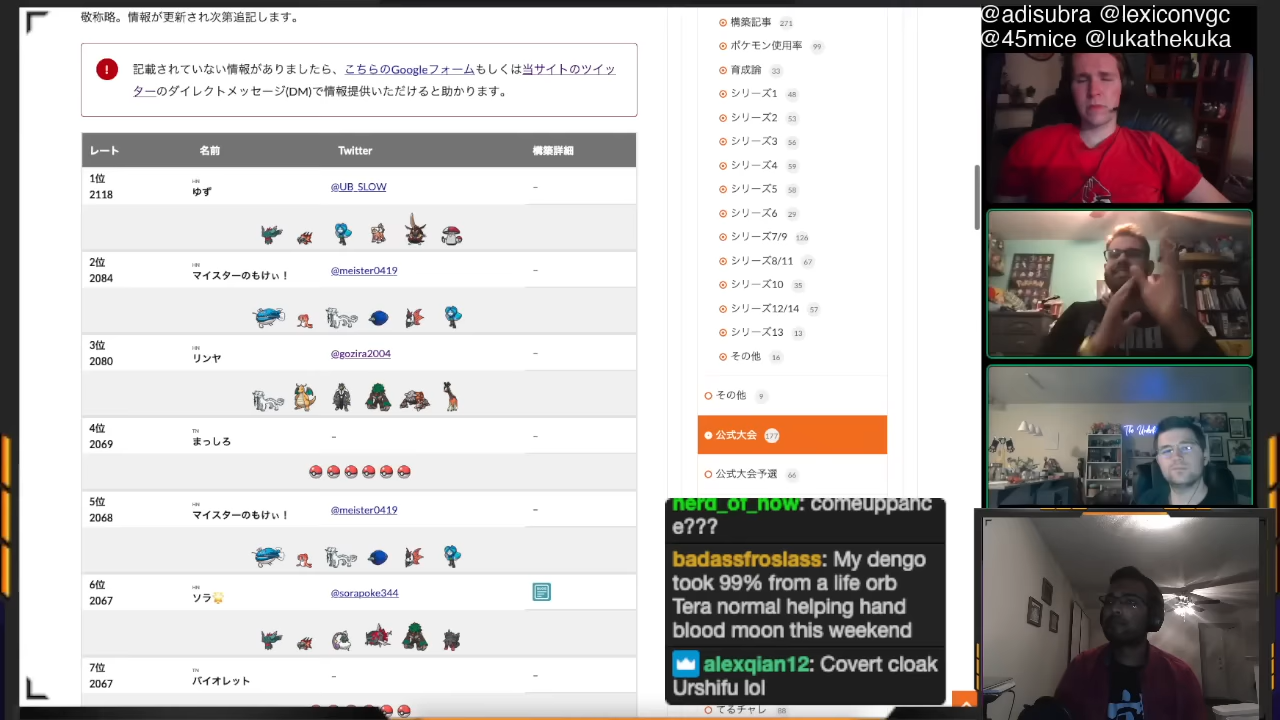 敬称略。情報が更新され次第追記します。
記載されていない情報がありましたら、こちらのGoogleフォームもしくは当サイトのツイッ
ターのダイレクトメッセージ(DM)で情報提供いただけると助かります。
レート 名前 Twitter 構築詳細
1位
2118
HN
ゆず
@UB_SLOW
–
2位
2084
HN
マイスターのもけぃ！
@meister0419
–
3位
2080
HN
リンヤ
@gozira2004
–
4位
2069
TN
まっしろ
–
–
5位
2068
HN
マイスターのもけぃ！
@meister0419
–
6位
2067
HN
ソラ
@sorapoke344
7位
2067
TN
バイオレット
–
–
構築記事 271
ポケモン使用率 99
育成論 33
シリーズ1 48
シリーズ2 53
シリーズ3 56
シリーズ4 59
シリーズ5 58
シリーズ6 29
シリーズ7/9 126
シリーズ8/11 67
シリーズ10 35
シリーズ12/14 57
シリーズ13 13
その他 16
その他 9
公式大会 177
公式大会予選 66
てるチャレ 88
nerd_of_now: comeuppanc
e???
badassfroslass: My dengo
took 99% from a life orb
Tera normal helping hand
blood moon this weekend
alexqian12: Covert cloak
Urshifu lol
@adisubra @lexiconvgc
@45mice @lukathekuka